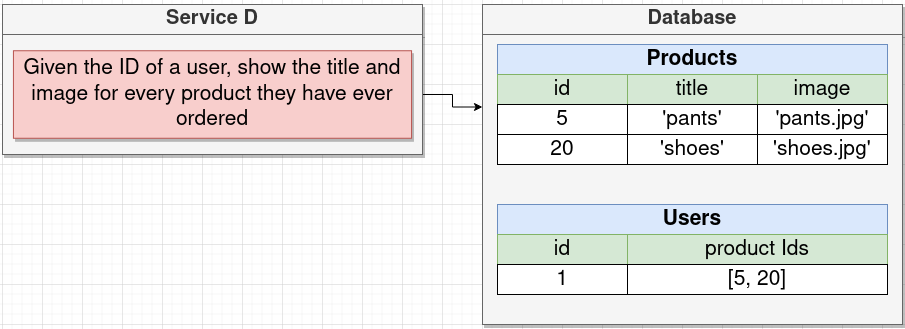 Service D
Given the ID of a user, show the title and
image for every product they have ever
ordered
Database
Products
id title image
5 'pants' 'pants.jpg'
20 'shoes' 'shoes.jpg'
Users
id product Ids
1 [5, 20]